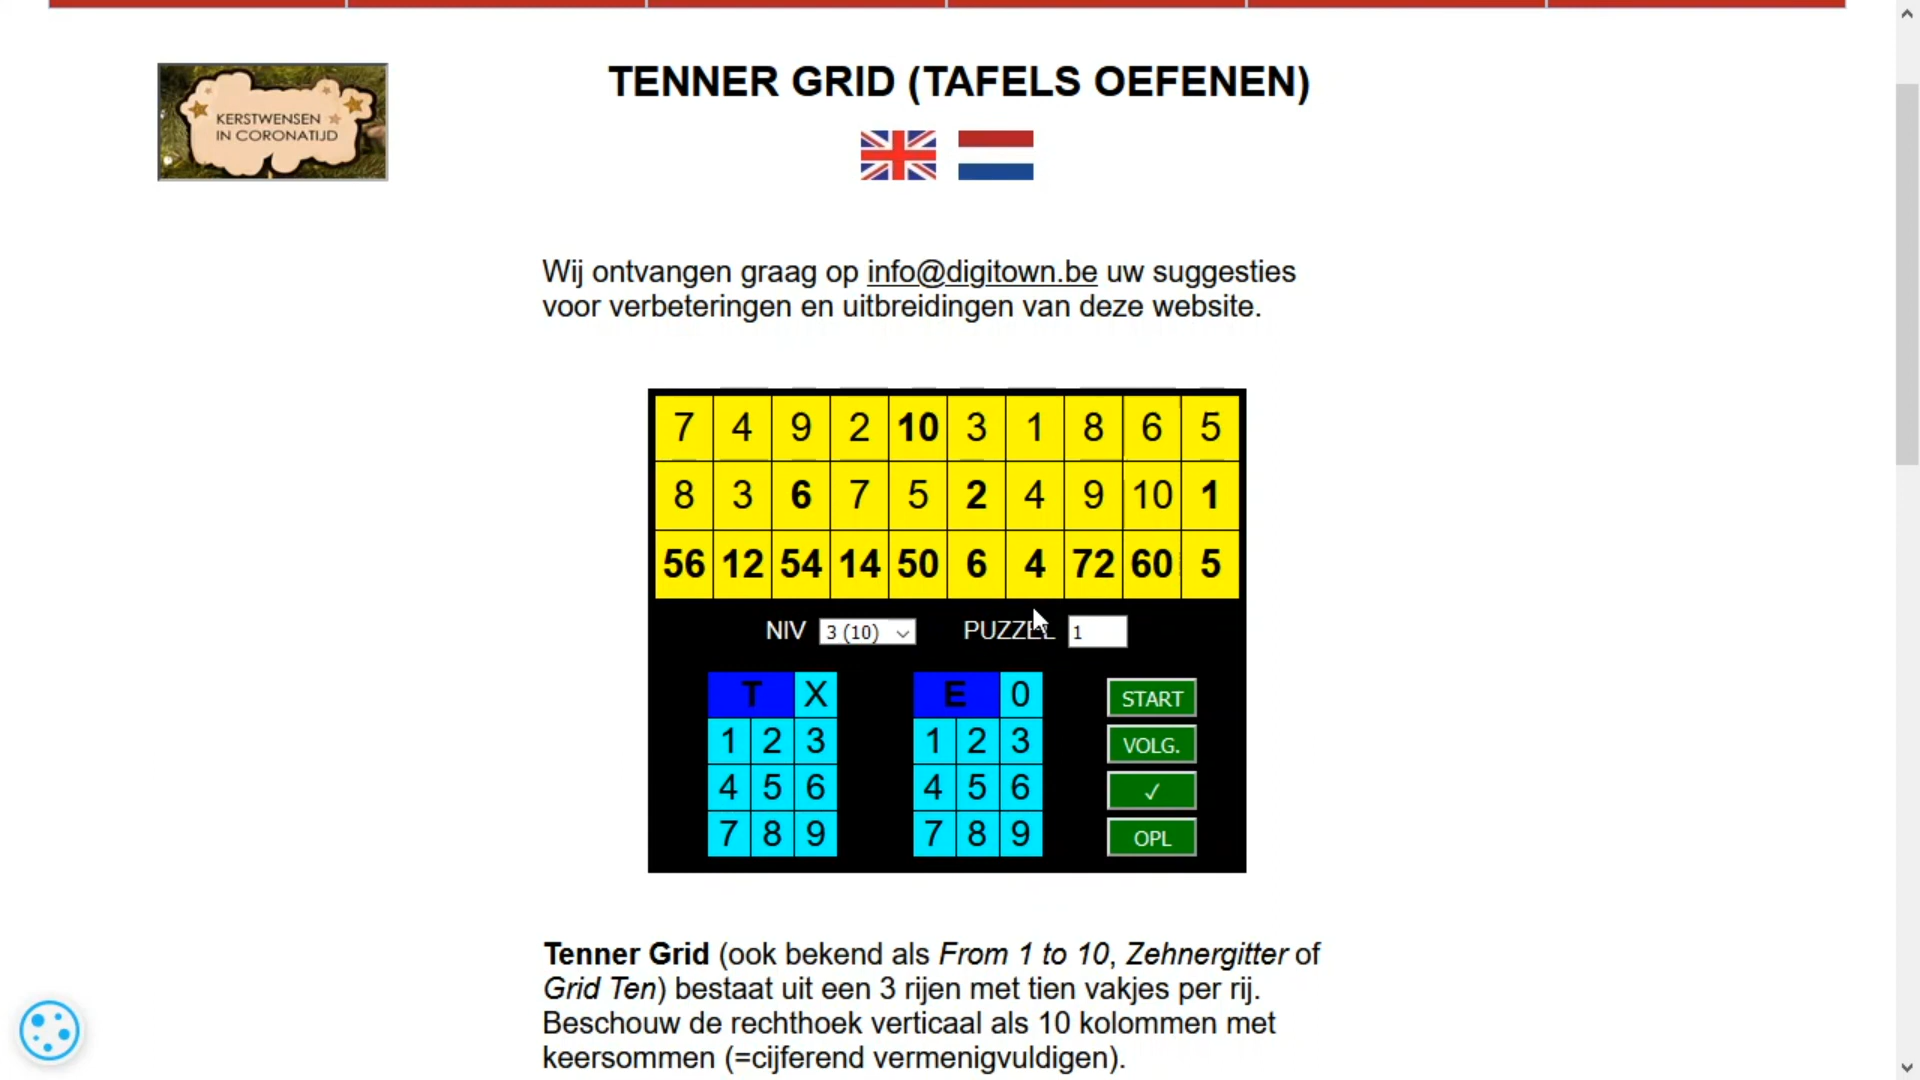 TENNER GRID (TAFELS OEFENEN)
KERSTWENSEN
IN CORONATIJD
Wij ontvangen graag op info@digitown.be uw suggesties
voor verbeteringen en uitbreidingen van deze website.
7 4 9 2 10 3 1 8 6 5
8 3 6 7 5 2 4 9 10 1
56 12 54 14 50 6 4 72 60 5
NIV 3 (10) PUZZEL 1
T X E 0 START
1 2 3 1 2 3 VOLG.
4 5 6 4 5 6 ✓
7 8 9 7 8 9 OPL
Tenner Grid (ook bekend als From 1 to 10, Zehnergitter of
Grid Ten) bestaat uit een 3 rijen met tien vakjes per rij.
Beschouw de rechthoek verticaal als 10 kolommen met
keersommen (=cijferend vermenigvuldigen).